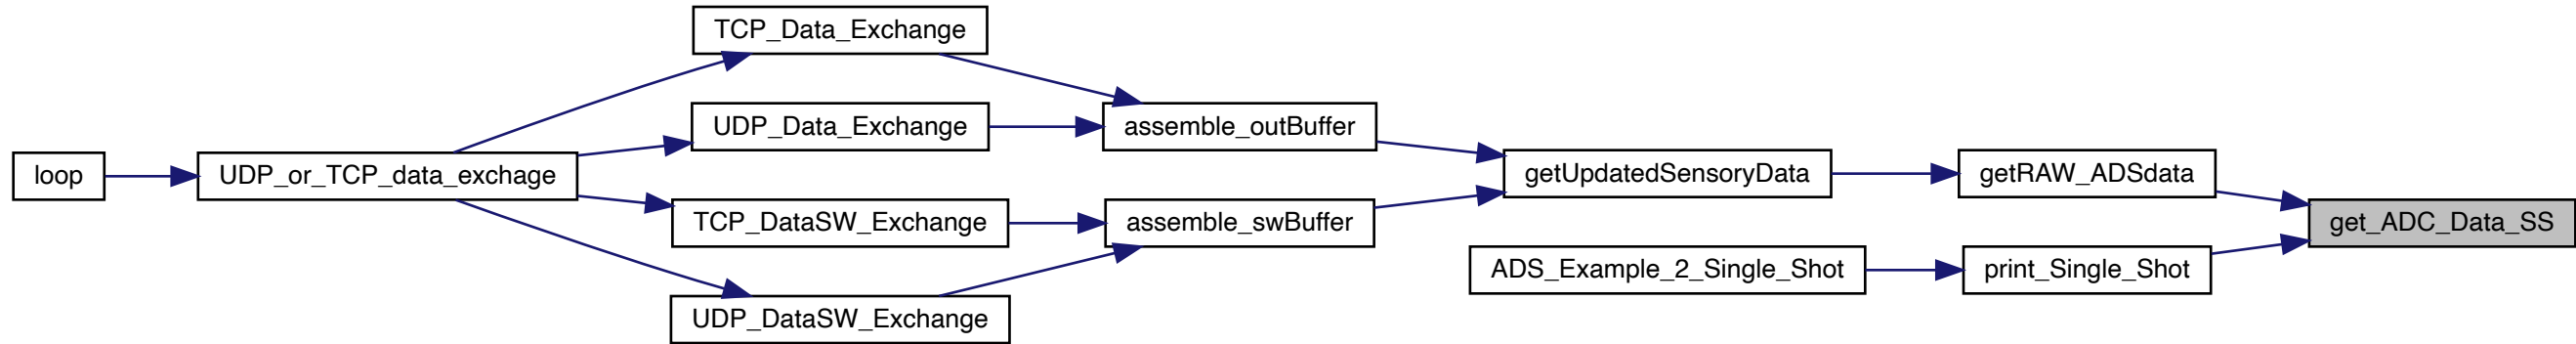 TCP_Data_Exchange
UDP_Data_Exchange
assemble_outBuffer
loop
UDP_or_TCP_data_exchage
getUpdatedSensoryData
getRAW_ADSdata
TCP_DataSW_Exchange
assemble_swBuffer
get_ADC_Data_SS
ADS_Example_2_Single_Shot
print_Single_Shot
UDP_DataSW_Exchange